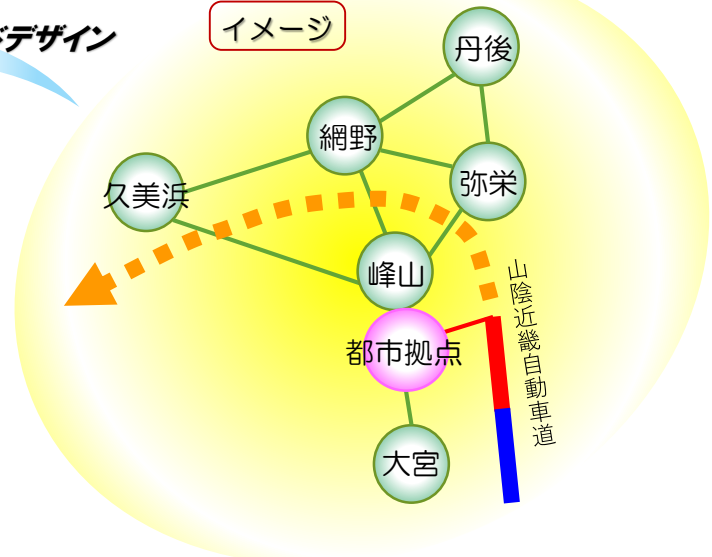 デザイン
イメージ
丹後
網野
弥栄
久美浜
峰山
都市拠点
大宮
山陰近畿自動車道